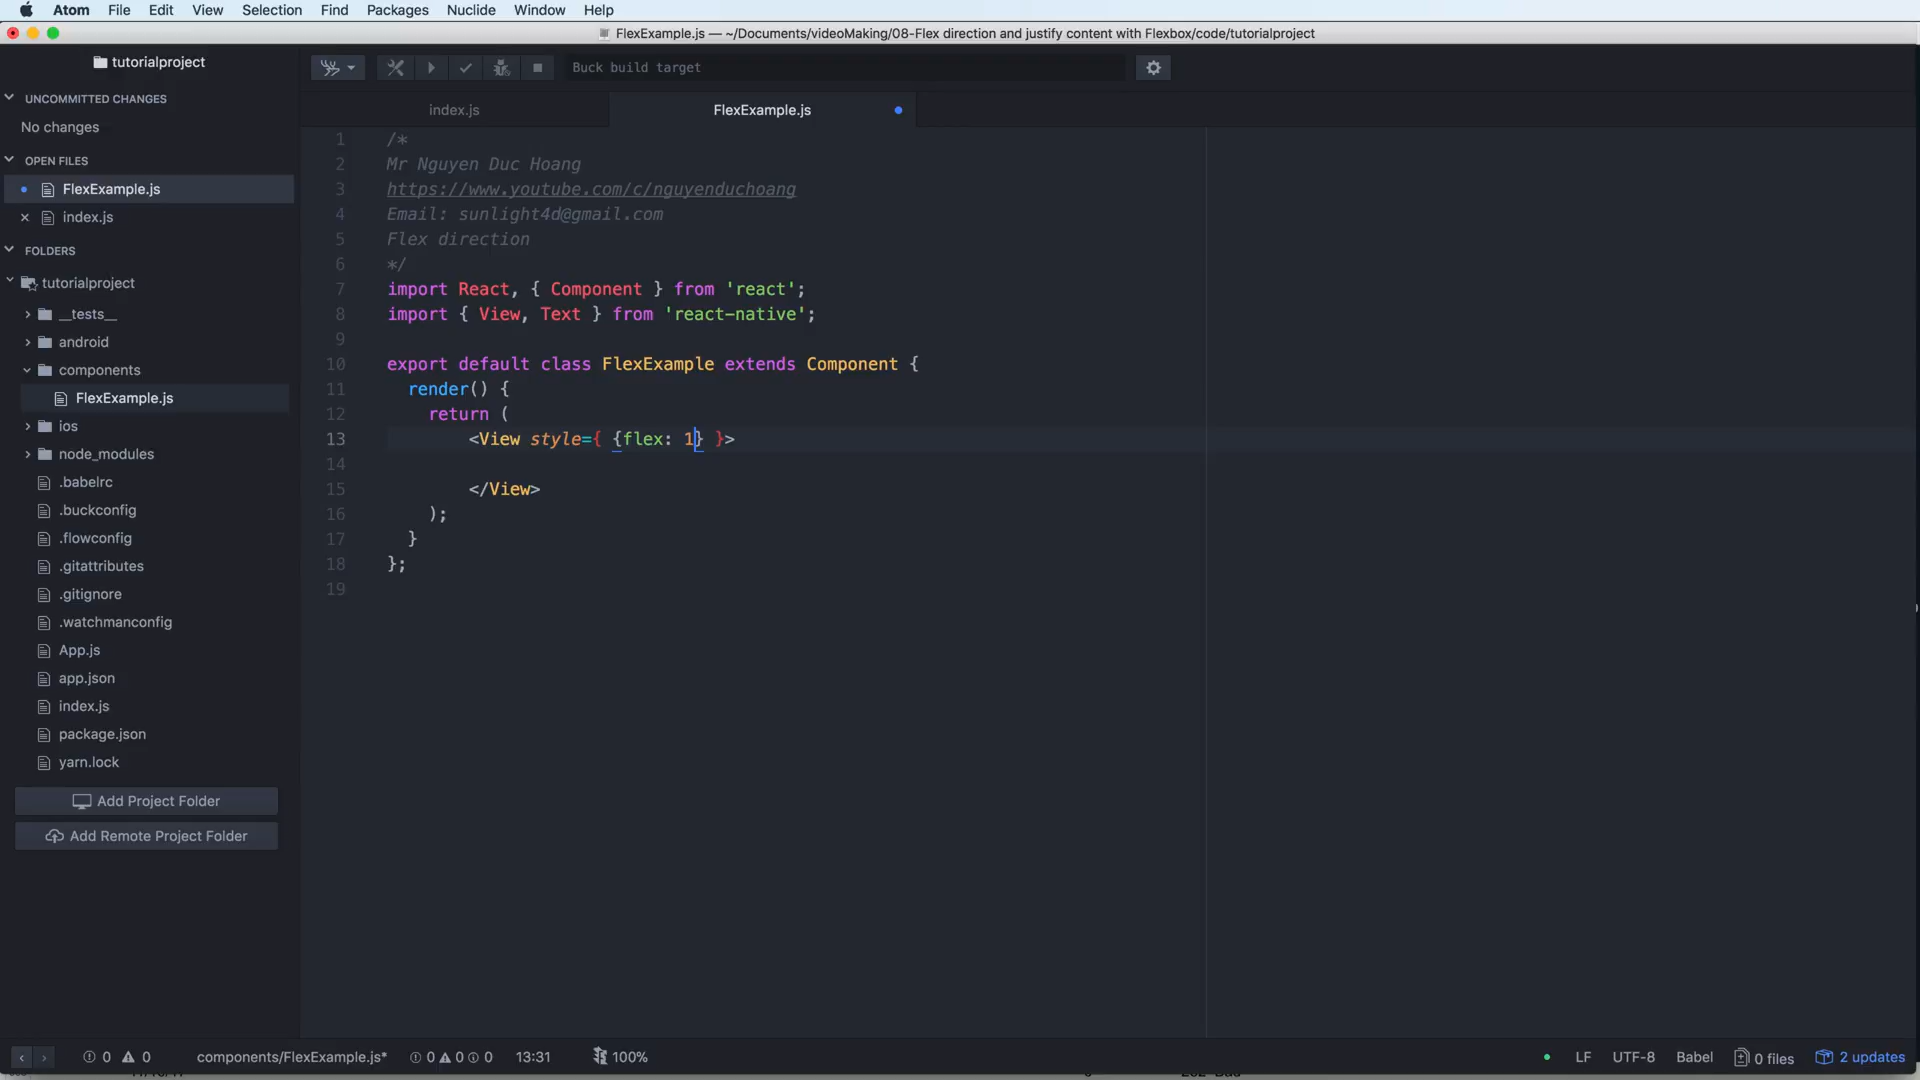 Atom File Edit View Selection Find Packages Nuclide Window Help
FlexExample.js — ~/Documents/videoMaking/08-Flex direction and justify content with Flexbox/code/tutorialproject
tutorialproject
Buck build target
UNCOMMITTED CHANGES
No changes
OPEN FILES
FlexExample.js
index.js
FOLDERS
tutorialproject
__tests__
android
components
FlexExample.js
ios
node_modules
.babelrc
.buckconfig
.flowconfig
.gitattributes
.gitignore
.watchmanconfig
App.js
app.json
index.js
package.json
yarn.lock
Add Project Folder
Add Remote Project Folder
index.js FlexExample.js
1 /*
2 Mr Nguyen Duc Hoang
3 https://www.youtube.com/c/nguyenduchoang
4 Email: sunlight4d@gmail.com
5 Flex direction
6 */
7 import React, { Component } from 'react';
8 import { View, Text } from 'react-native';
9
10 export default class FlexExample extends Component {
11 render() {
12 return (
13 <View style={ {flex: 1} }>
14
15 </View>
16 );
17 }
18 };
19
0 0 components/FlexExample.js* 0 0 0 13:31 100% LF UTF-8 Babel 0 files 2 updates